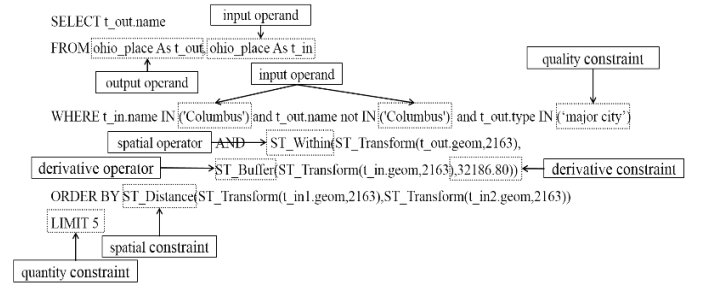 input operand
SELECT t_out.name
FROM ohio_place As t_out, ohio_place As t_in
output operand
input operand
quality constraint
WHERE t_in.name IN ('Columbus') and t_out.name not IN ('Columbus') and t_out.type IN ('major city')
spatial operator AND ST_Within(ST_Transform(t_out.geom,2163),
derivative operator ST_Buffer(ST_Transform(t_in.geom,2163),32186.80)) derivative constraint
ORDER BY ST_Distance(ST_Transform(t_in1.geom,2163),ST_Transform(t_in2.geom,2163))
LIMIT 5
spatial constraint
quantity constraint